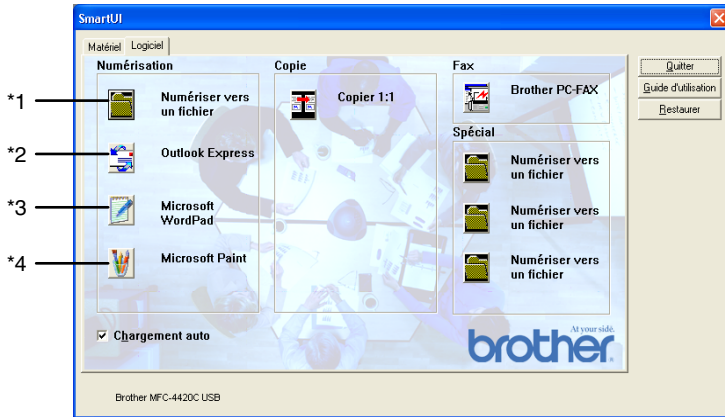 SmartUI
Matériel
Logiciel
Numérisation
*1
Numériser vers
un fichier
*2
Outlook Express
*3
Microsoft
WordPad
*4
Microsoft Paint
Chargement auto
Copie
Copier 1:1
Fax
Brother PC-FAX
Spécial
Numériser vers
un fichier
Numériser vers
un fichier
Numériser vers
un fichier
At your side.
brother
Quitter
Guide d'utilisation
Restaurer
Brother MFC-4420C USB